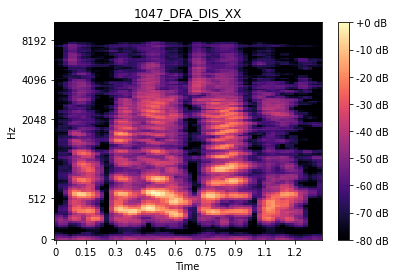 1047_DFA_DIS_XX
+0 dB
8192
-10 dB
4096
-20 dB
-30 dB
2048
Hz
-40 dB
1024
-50 dB
512
-60 dB
-70 dB
0
-80 dB
0 0.15 0.3 0.45 0.6 0.75 0.9 1.1 1.2
Time